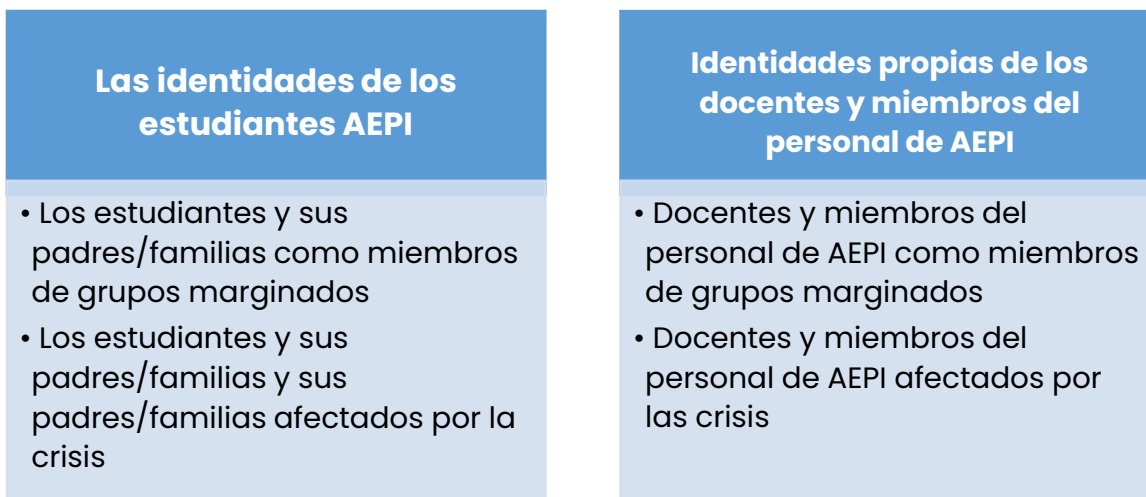 Las identidades de los
estudiantes AEPI
• Los estudiantes y sus
padres/familias como miembros
de grupos marginados
• Los estudiantes y sus
padres/familias y sus
padres/familias afectados por la
crisis
Identidades propias de los
docentes y miembros del
personal de AEPI
• Docentes y miembros del
personal de AEPI como miembros
de grupos marginados
• Docentes y miembros del
personal de AEPI afectados por
las crisis